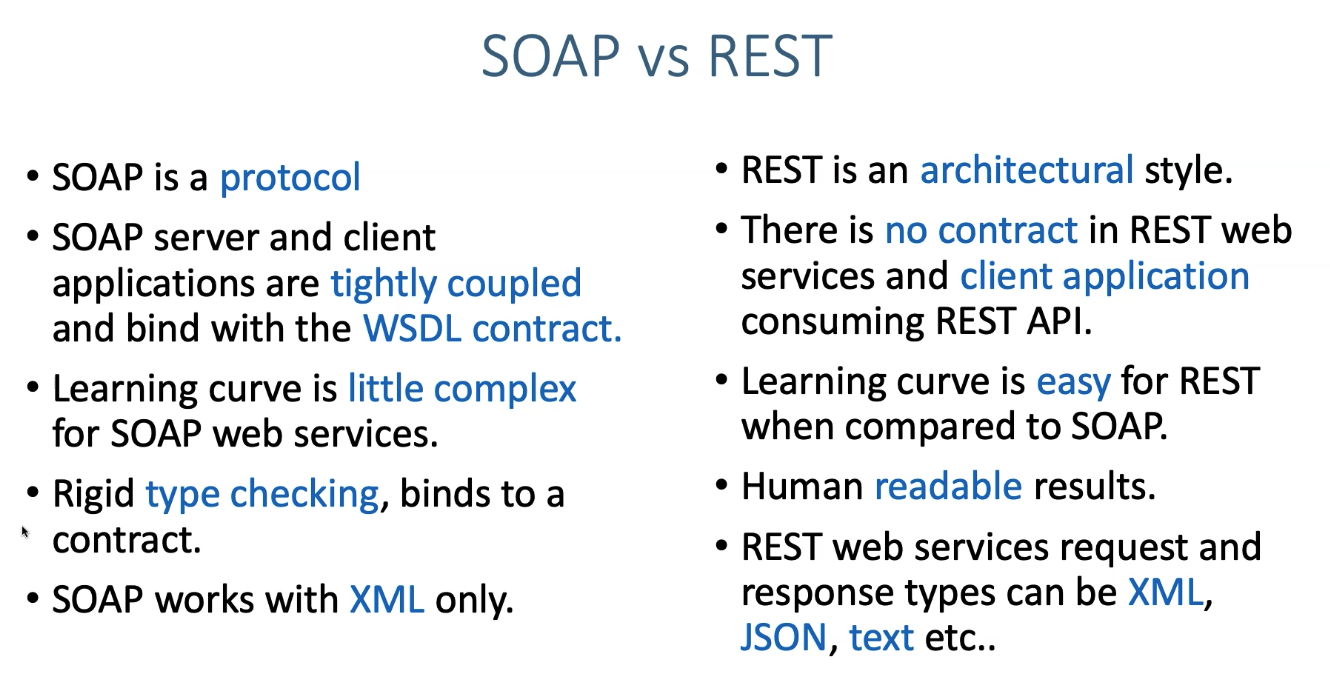 SOAP vs REST
• SOAP is a protocol
• SOAP server and client
applications are tightly coupled
and bind with the WSDL contract.
• Learning curve is little complex
for SOAP web services.
• Rigid type checking, binds to a
contract.
• SOAP works with XML only.
• REST is an architectural style.
• There is no contract in REST web
services and client application
consuming REST API.
• Learning curve is easy for REST
when compared to SOAP.
• Human readable results.
• REST web services request and
response types can be XML,
JSON, text etc..